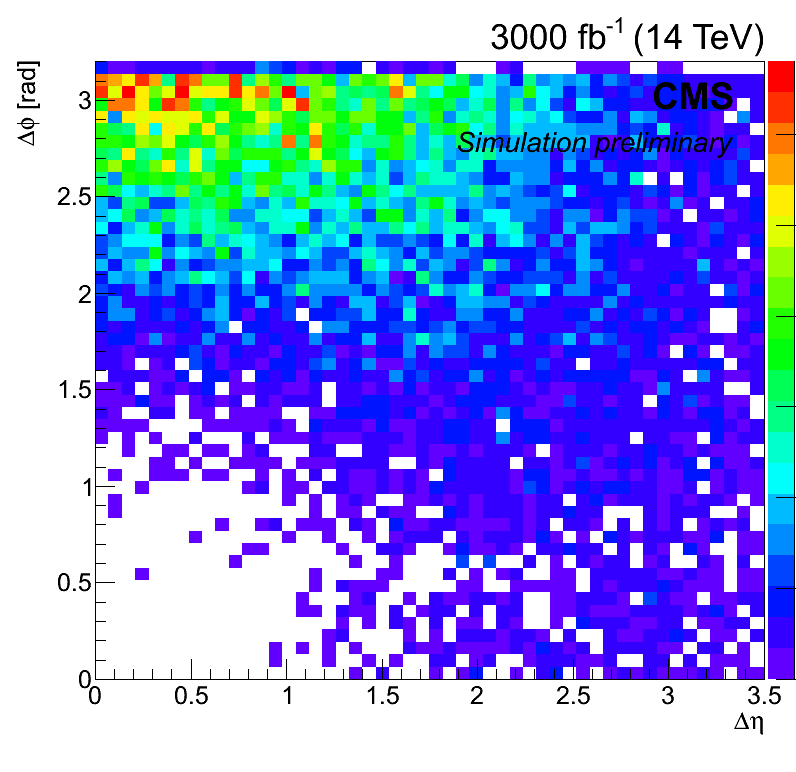 3000 fb-1 (14 TeV)
Δϕ [rad]
CMS
Simulation preliminary
3
2.5
2
1.5
1
0.5
0
0 0.5 1 1.5 2 2.5 3 3.5
Δη